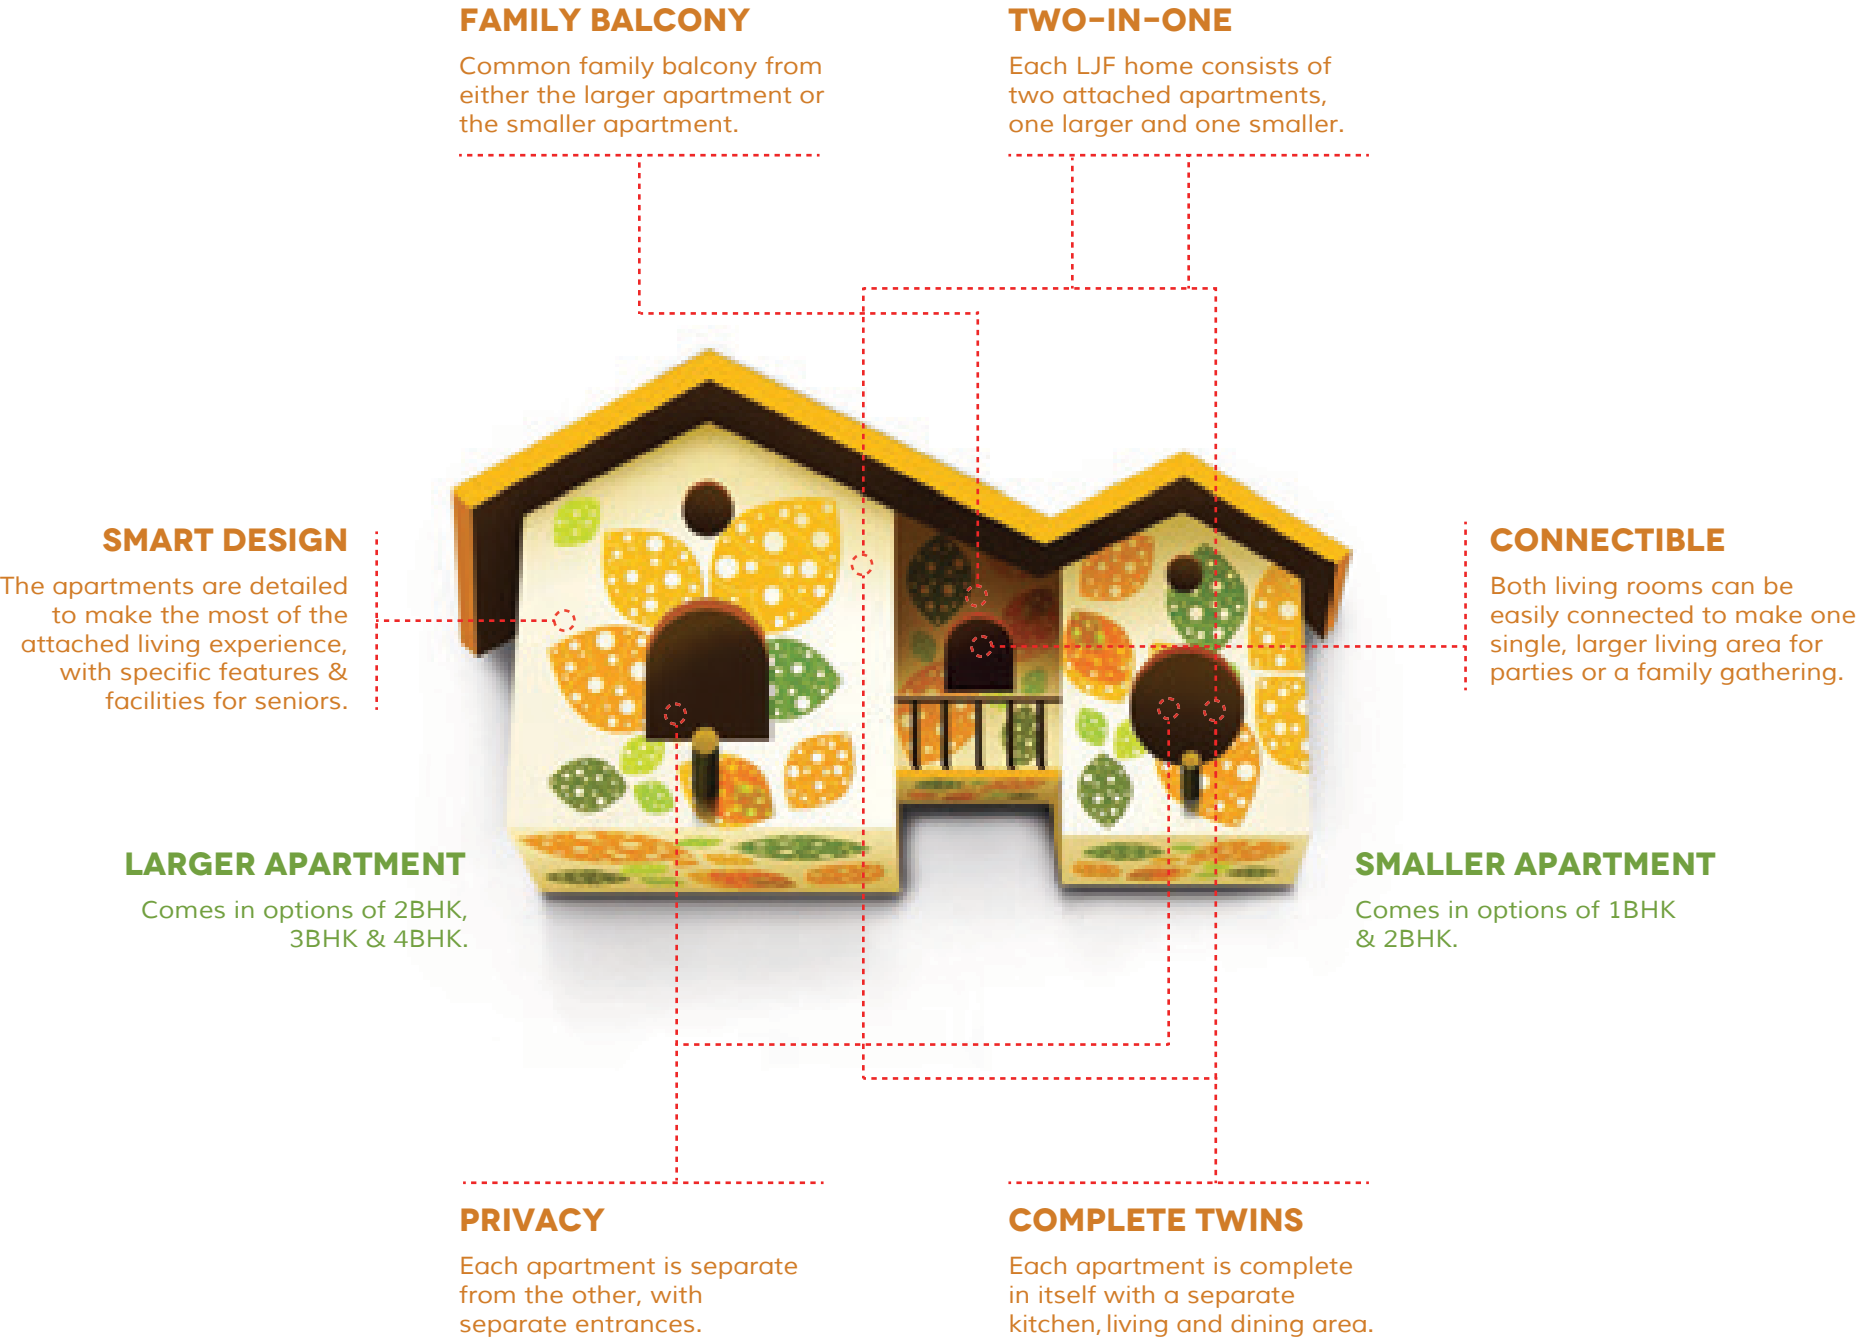 FAMILY BALCONY
Common family balcony from
either the larger apartment or
the smaller apartment.
TWO-IN-ONE
Each LJF home consists of
two attached apartments,
one larger and one smaller.
SMART DESIGN
The apartments are detailed
to make the most of the
attached living experience,
with specific features &
facilities for seniors.
CONNECTIBLE
Both living rooms can be
easily connected to make one
single, larger living area for
parties or a family gathering.
LARGER APARTMENT
Comes in options of 2BHK,
3BHK & 4BHK.
SMALLER APARTMENT
Comes in options of 1BHK
& 2BHK.
PRIVACY
Each apartment is separate
from the other, with
separate entrances.
COMPLETE TWINS
Each apartment is complete
in itself with a separate
kitchen, living and dining area.